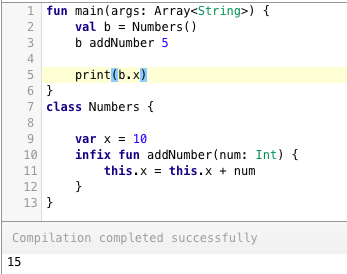 1 fun main(args: Array<String>) {
2     val b = Numbers()
3     b addNumber 5
4
5     print(b.x)
6 }
7 class Numbers {
8
9     var x = 10
10     infix fun addNumber(num: Int) {
11         this.x = this.x + num
12     }
13 }
Compilation completed successfully
15